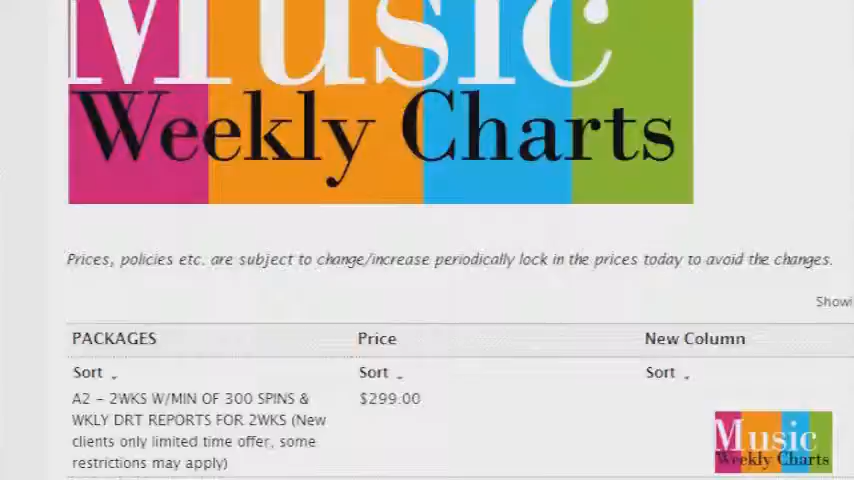 Music
Weekly Charts
Prices, policies etc. are subject to change/increase periodically lock in the prices today to avoid the changes.
Showi
PACKAGES Price New Column
Sort Sort Sort
A2 – 2WKS W/MIN OF 300 SPINS & $299.00
WKLY DRT REPORTS FOR 2WKS (New
clients only limited time offer, some
restrictions may apply)
Music
Weekly Charts